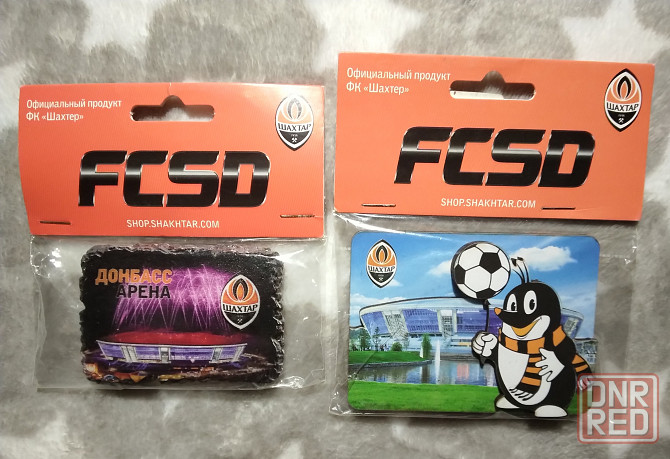 Официальный продукт
ФК «Шахтер»
ШАХТАР
FCSD
SHOP.SHAKHTAR.COM
ДОНБАСС
АРЕНА
ШАХТАР
Официальный продукт
ФК «Шахтер»
ШАХТАР
FCSD
SHOP.SHAKHTAR.COM
ШАХТАР
DNR
RED